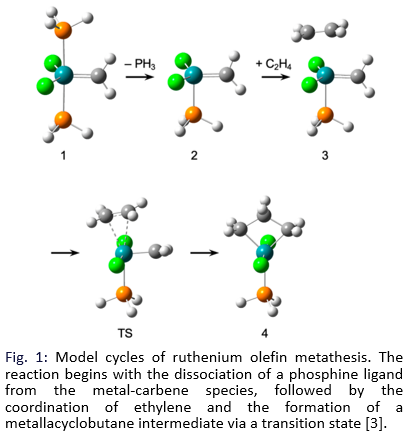 – PH₃
+ C₂H₄
1
2
3
TS
4
Fig. 1: Model cycles of ruthenium olefin metathesis. The
reaction begins with the dissociation of a phosphine ligand
from the metal-carbene species, followed by the
coordination of ethylene and the formation of a
metallacyclobutane intermediate via a transition state [3].